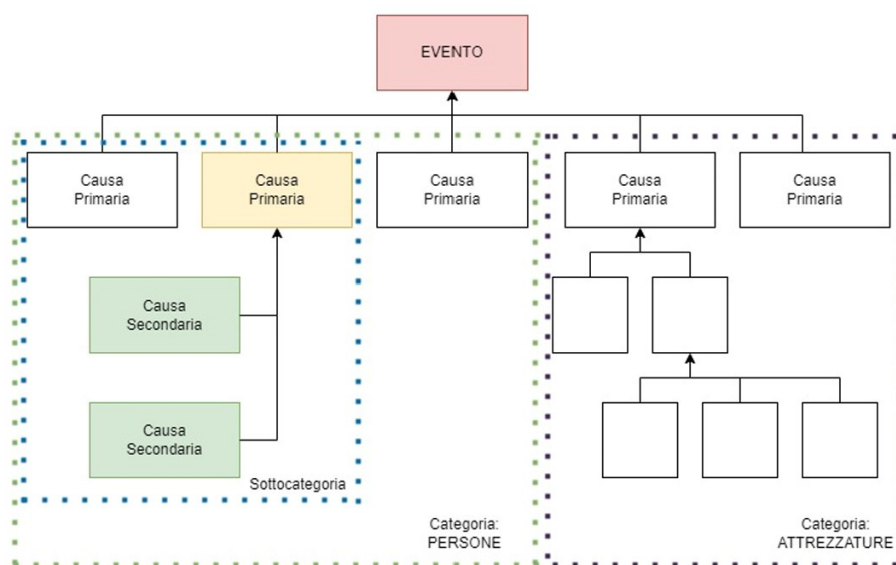 EVENTO
Causa
Primaria
Causa
Primaria
Causa
Primaria
Causa
Primaria
Causa
Primaria
Causa
Secondaria
Causa
Secondaria
Sottocategoria
Categoria:
PERSONE
Categoria:
ATTREZZATURE